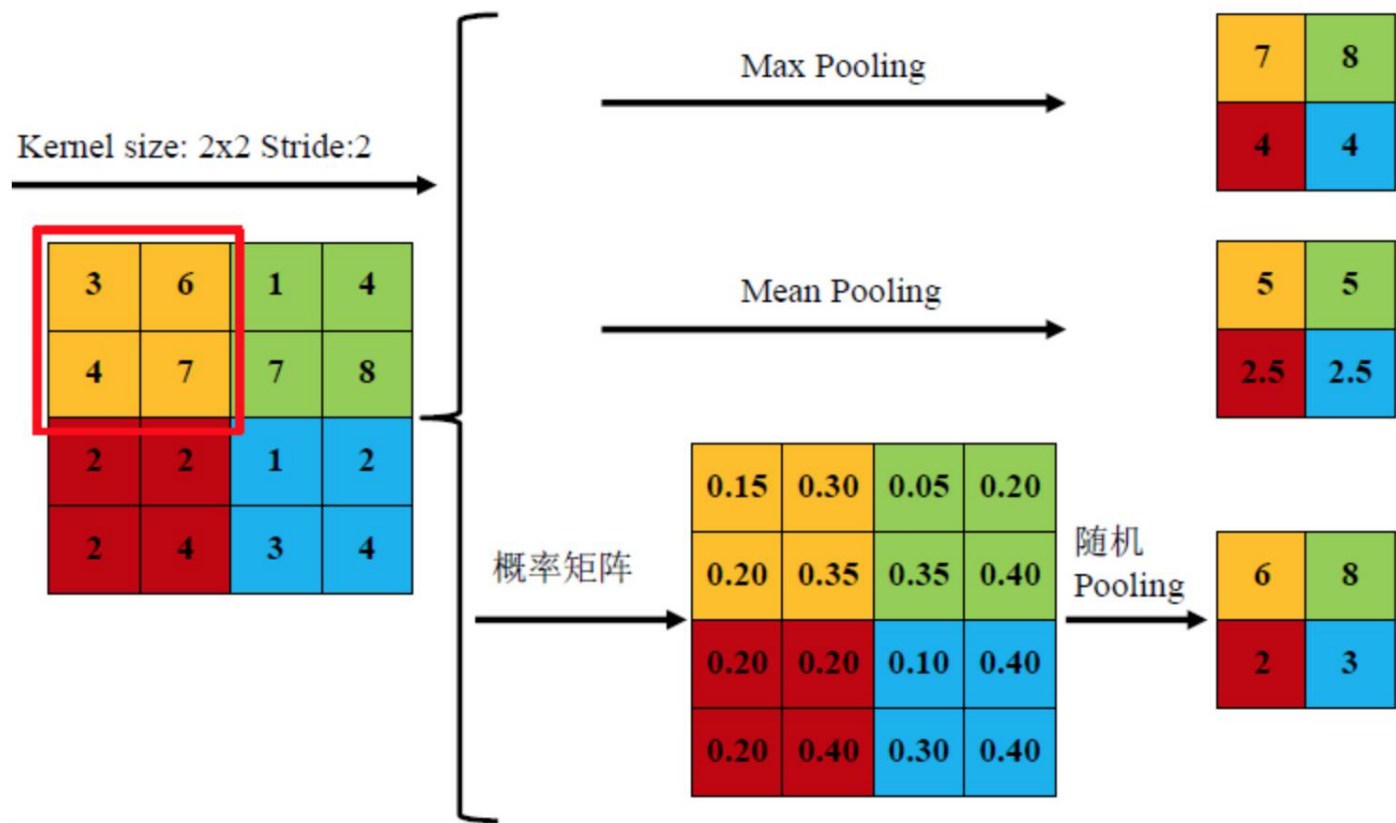 Kernel size: 2x2 Stride:2
3 6 1 4
4 7 7 8
2 2 1 2
2 4 3 4
Max Pooling
7 8
4 4
Mean Pooling
5 5
2.5 2.5
概率矩阵
0.15 0.30 0.05 0.20
0.20 0.35 0.35 0.40
0.20 0.20 0.10 0.40
0.20 0.40 0.30 0.40
随机
Pooling
6 8
2 3